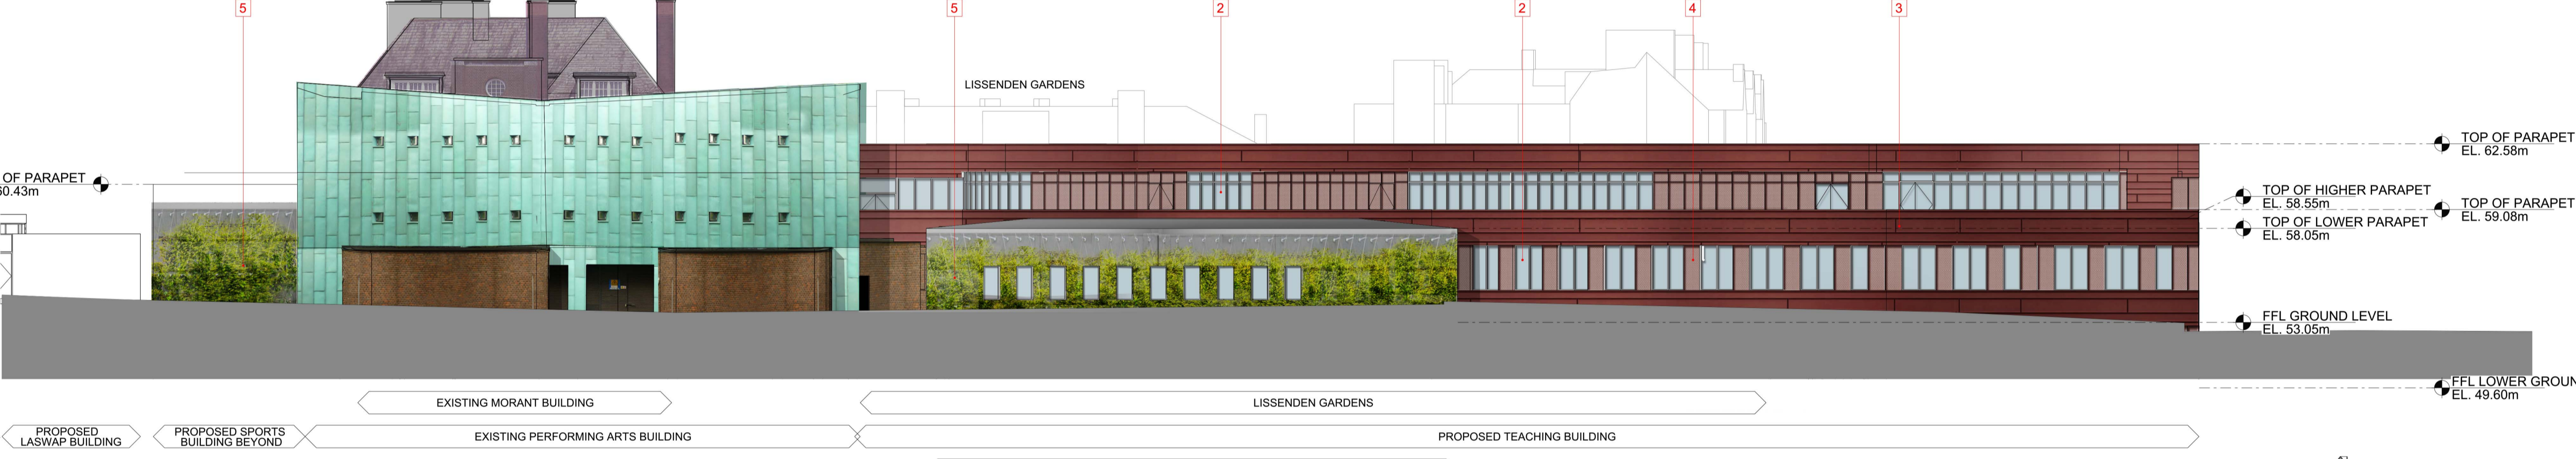 5
5
2
2
4
3
LISSENDEN GARDENS
TOP OF PARAPET
EL. 62.58m
OF PARAPET
60.43m
TOP OF HIGHER PARAPET
EL. 58.55m
TOP OF PARAPET
EL. 59.08m
TOP OF LOWER PARAPET
EL. 58.05m
FFL GROUND LEVEL
EL. 53.05m
FFL LOWER GROUN
EL. 49.60m
EXISTING MORANT BUILDING
LISSENDEN GARDENS
PROPOSED
LASWAP BUILDING
PROPOSED SPORTS
BUILDING BEYOND
EXISTING PERFORMING ARTS BUILDING
PROPOSED TEACHING BUILDING